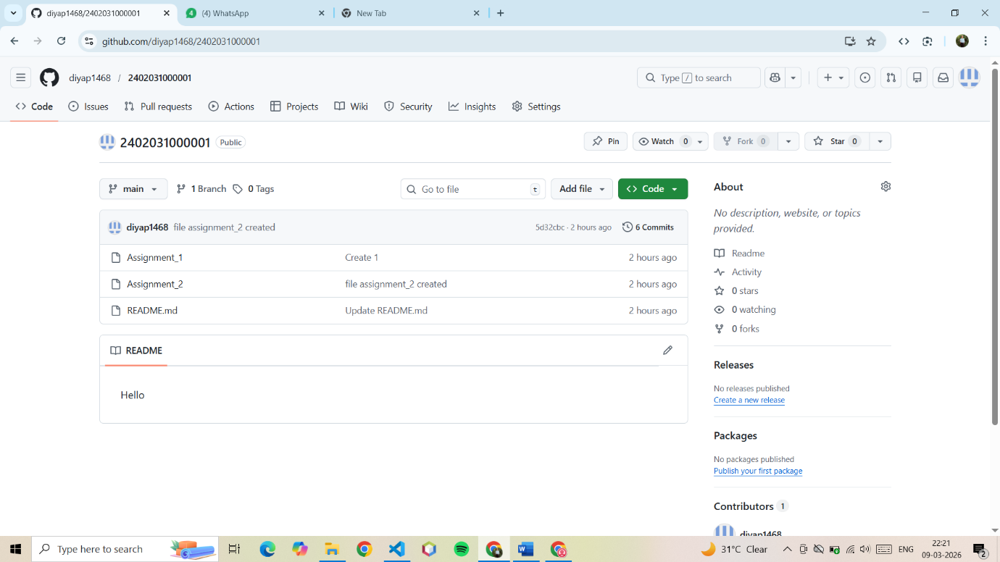 diyap1468/2402031000001
4 (4) WhatsApp
New Tab
github.com/diyap1468/2402031000001
diyap1468 / 2402031000001
Type / to search
Code Issues Pull requests Actions Projects Wiki Security Insights Settings
2402031000001 Public
Pin Watch 0 Fork 0 Star 0
main 1 Branch 0 Tags Go to file t Add file Code
diyap1468 file assignment_2 created 5d32cbc · 2 hours ago 6 Commits
Assignment_1 Create 1 2 hours ago
Assignment_2 file assignment_2 created 2 hours ago
README.md Update README.md 2 hours ago
README
Hello
About
No description, website, or topics
provided.
Readme
Activity
0 stars
0 watching
0 forks
Releases
No releases published
Create a new release
Packages
No packages published
Publish your first package
Contributors 1
diyap1468
Type here to search
31°C Clear
ENG
22:21
09-03-2026
2